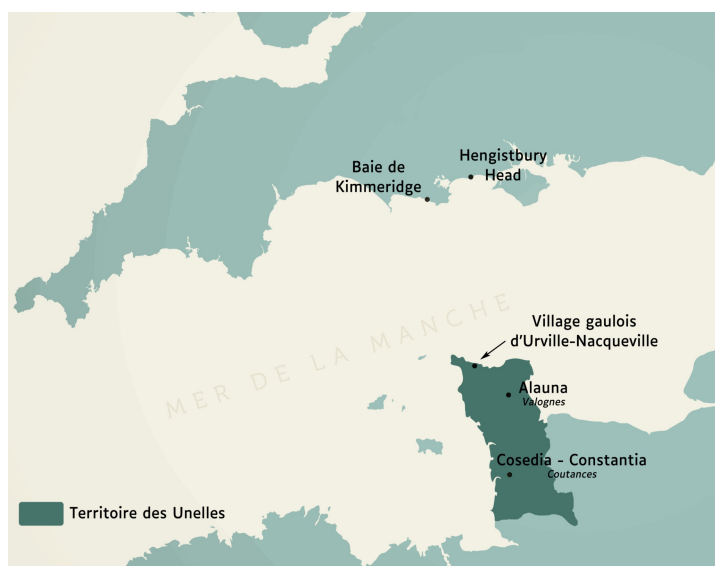 Hengistbury
Head
Baie de
Kimmeridge
MER DE LA MANCHE
Village gaulois
d'Urville-Nacqueville
Alauna
Valognes
Cosedia - Constantia
Coutances
Territoire des Unelles